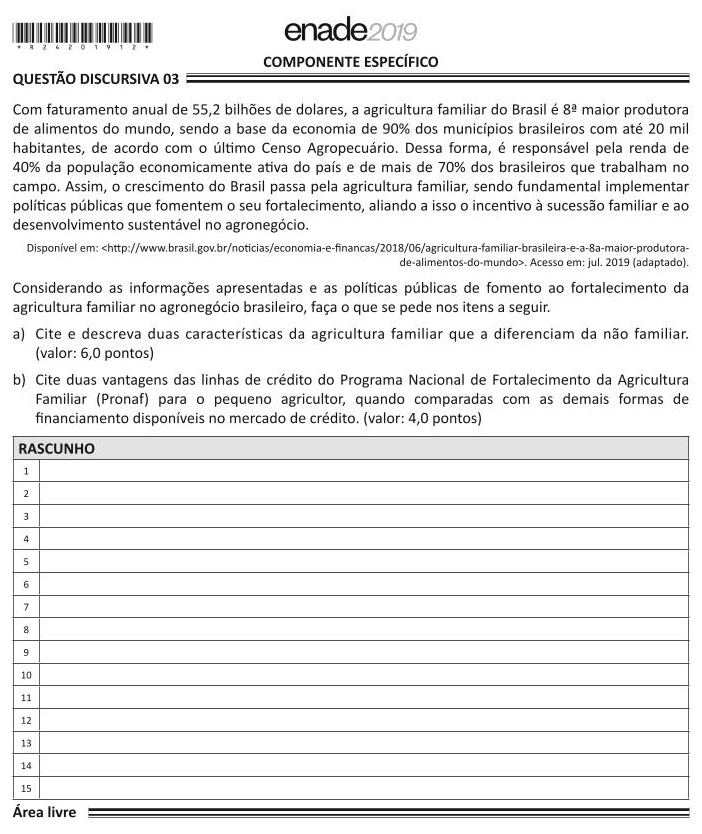 enade2019
*R2420191 2*
COMPONENTE ESPECÍFICO
QUESTÃO DISCURSIVA 03
Com faturamento anual de 55,2 bilhões de dolares, a agricultura familiar do Brasil é 8ª maior produtora
de alimentos do mundo, sendo a base da economia de 90% dos municípios brasileiros com até 20 mil
habitantes, de acordo com o último Censo Agropecuário. Dessa forma, é responsável pela renda de
40% da população economicamente ativa do país e de mais de 70% dos brasileiros que trabalham no
campo. Assim, o crescimento do Brasil passa pela agricultura familiar, sendo fundamental implementar
políticas públicas que fomentem o seu fortalecimento, aliando a isso o incentivo à sucessão familiar e ao
desenvolvimento sustentável no agronegócio.
Disponível em: <http://www.brasil.gov.br/noticias/economia-e-financas/2018/06/agricultura-familiar-brasileira-e-a-8a-maior-produtora-
de-alimentos-do-mundo>. Acesso em: jul. 2019 (adaptado).
Considerando as informações apresentadas e as políticas públicas de fomento ao fortalecimento da
agricultura familiar no agronegócio brasileiro, faça o que se pede nos itens a seguir.
a) Cite e descreva duas características da agricultura familiar que a diferenciam da não familiar.
(valor: 6,0 pontos)
b) Cite duas vantagens das linhas de crédito do Programa Nacional de Fortalecimento da Agricultura
Familiar (Pronaf) para o pequeno agricultor, quando comparadas com as demais formas de
financiamento disponíveis no mercado de crédito. (valor: 4,0 pontos)
RASCUNHO
1
2
3
4
5
6
7
8
9
10
11
12
13
14
15
Área livre